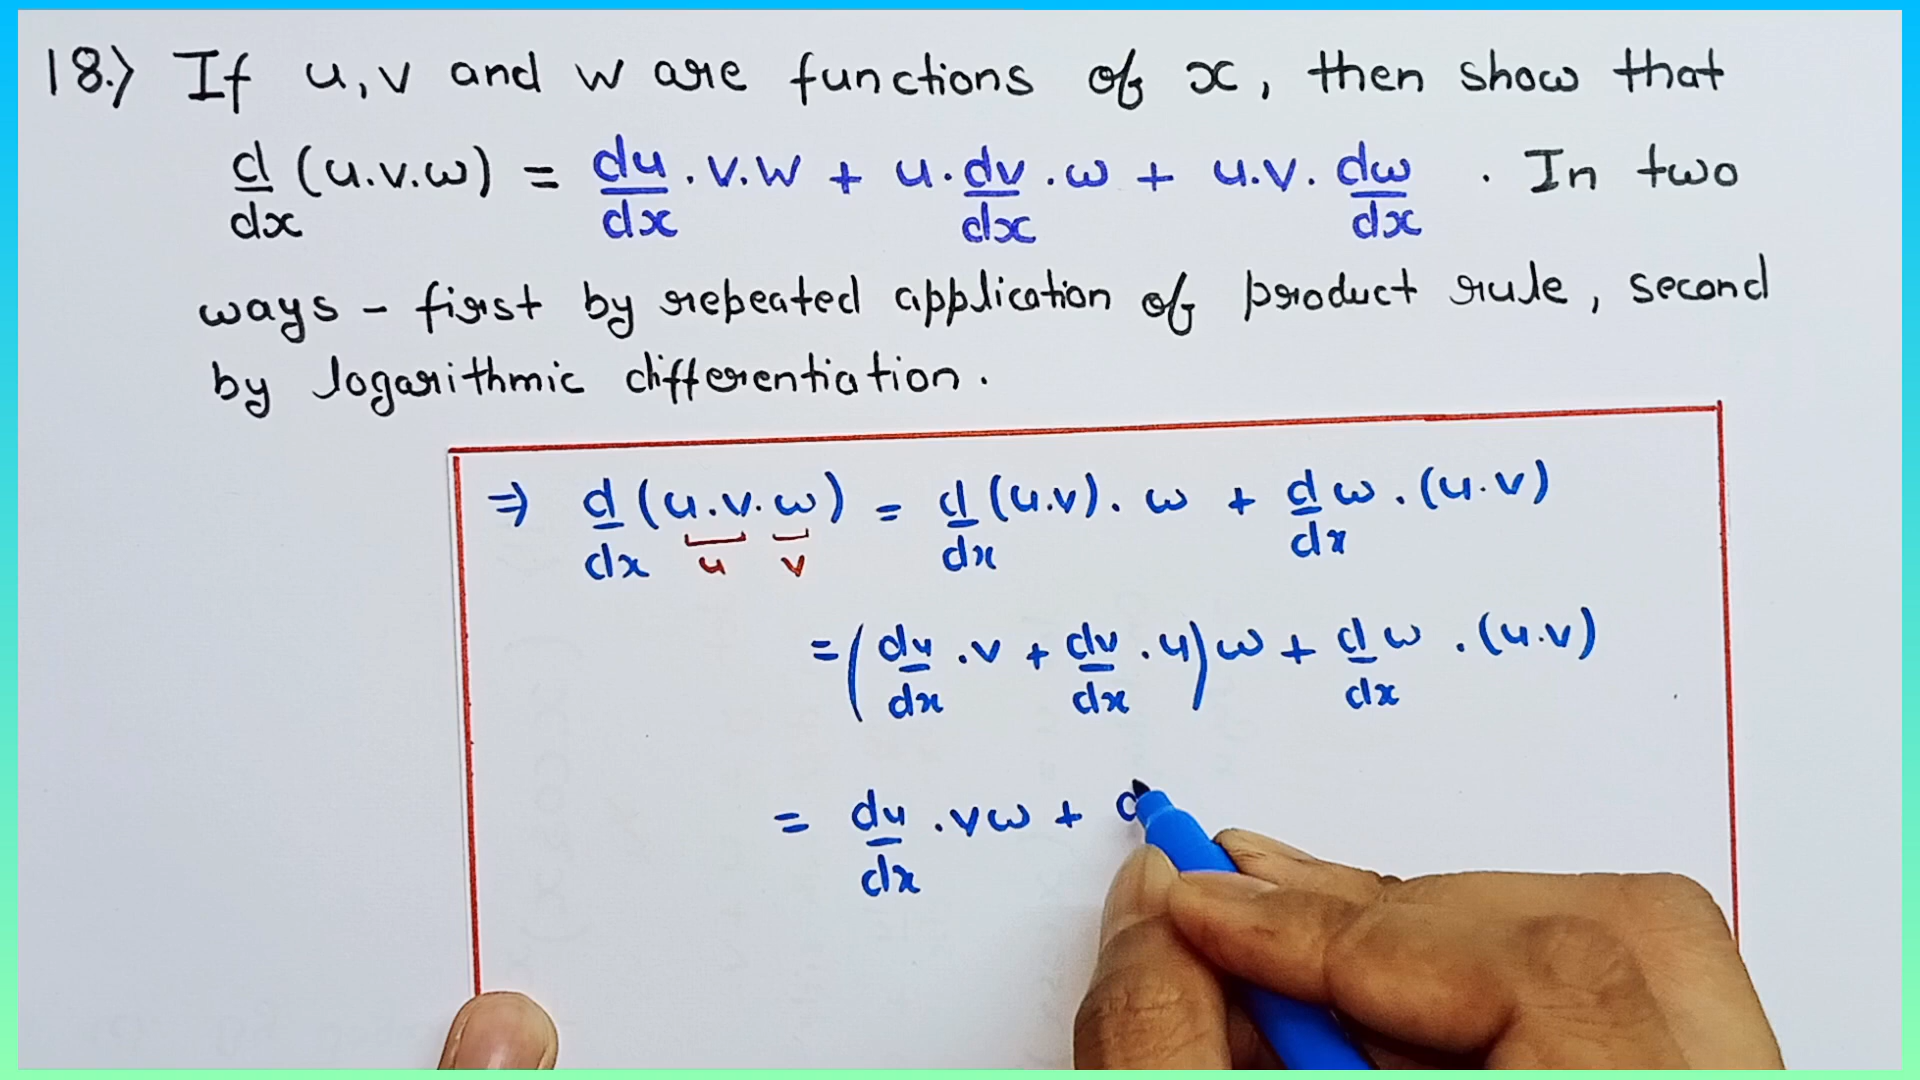 18.) If u, v and w are functions of x, then show that
d/dx (u.v.w) = du/dx . v.w + u. dv/dx . w + u.v. dw/dx . In two
ways - first by repeated application of product rule, second
by logarithmic differentiation.
⇒ d/dx (u.v.w) = d/dx (u.v). w + d/dx w . (u.v)
u v
= (du/dx . v + dv/dx . u) w + d/dx w . (u.v)
= du/dx . vw + d